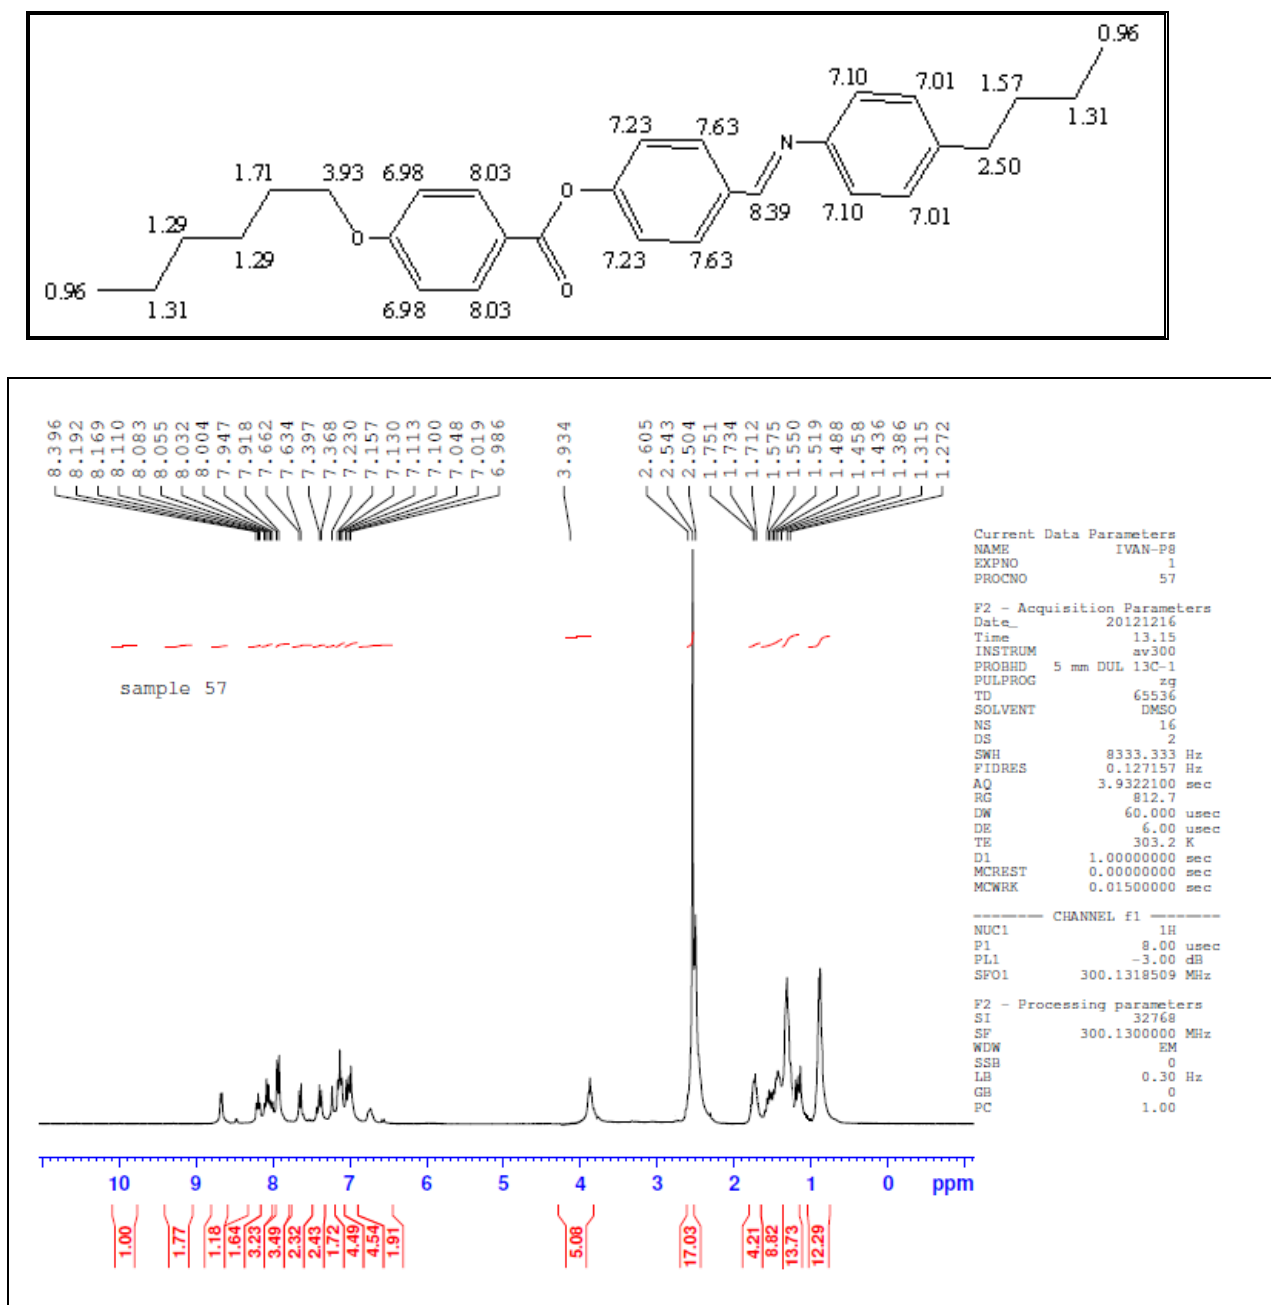 0.96
7.10 7.01 1.57
1.31
7.23 7.63 N
2.50
1.71 3.93 6.98 8.03 O
8.39 7.10 7.01
1.29 O
1.29 7.23 7.63
0.96 1.31 6.98 8.03 O
8.396
8.192
8.169
8.110
8.083
8.055
8.032
8.004
7.947
7.918
7.662
7.634
7.397
7.368
7.230
7.157
7.130
7.113
7.100
7.048
7.019
6.986
3.934
2.605
2.543
2.504
1.751
1.734
1.712
1.575
1.550
1.519
1.488
1.458
1.436
1.386
1.315
1.272
sample 57
Current Data Parameters
NAME IVAN-P8
EXPNO 1
PROCNO 57
F2 - Acquisition Parameters
Date_ 20121216
Time 13.15
INSTRUM av300
PROBHD 5 mm DUL 13C-1
PULPROG zg
TD 65536
SOLVENT DMSO
NS 16
DS 2
SWH 8333.333 Hz
FIDRES 0.127157 Hz
AQ 3.9322100 sec
RG 812.7
DW 60.000 usec
DE 6.00 usec
TE 303.2 K
D1 1.00000000 sec
MCREST 0.00000000 sec
MCWRK 0.01500000 sec
======== CHANNEL f1 ========
NUC1 1H
P1 8.00 usec
PL1 -3.00 dB
SFO1 300.1318509 MHz
F2 - Processing parameters
SI 32768
SF 300.1300000 MHz
WDW EM
SSB 0
LB 0.30 Hz
GB 0
PC 1.00
10 9 8 7 6 5 4 3 2 1 0 ppm
1.00
1.77
1.18
1.64
3.23
3.49
2.32
2.43
1.72
4.49
4.54
1.91
5.08
17.03
4.21
8.82
13.73
12.29